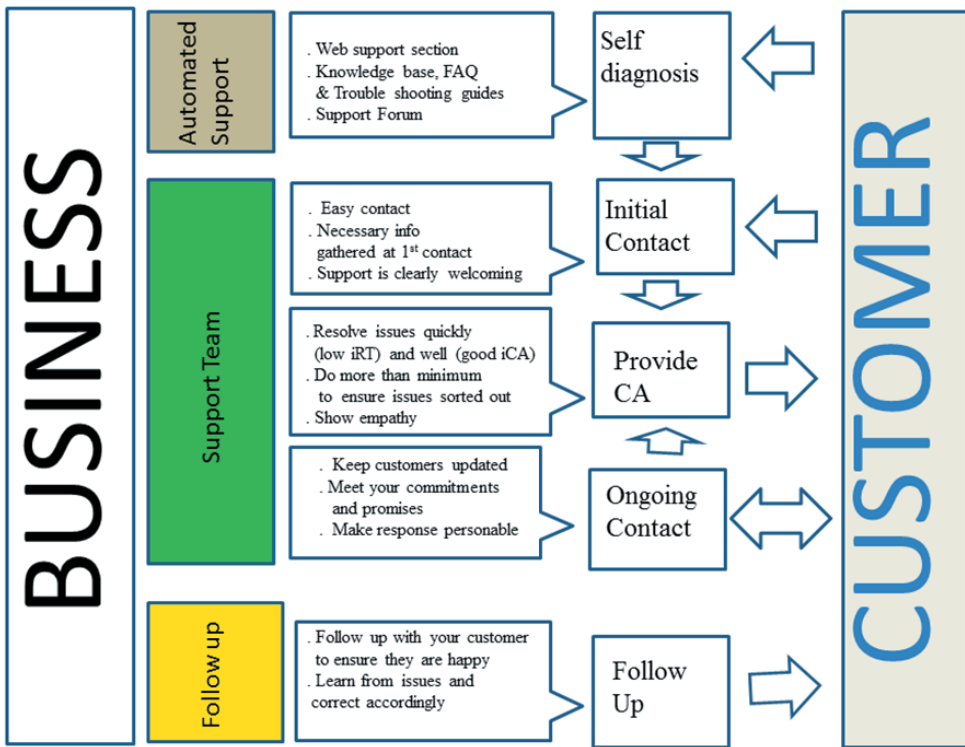 BUSINESS
Automated
Support
. Web support section
. Knowledge base, FAQ
& Trouble shooting guides
. Support Forum
Self
diagnosis
Support Team
. Easy contact
. Necessary info
gathered at 1st contact
. Support is clearly welcoming
Initial
Contact
. Resolve issues quickly
(low iRT) and well (good iCA)
. Do more than minimum
to ensure issues sorted out
. Show empathy
Provide
CA
. Keep customers updated
. Meet your commitments
and promises
. Make response personable
Ongoing
Contact
Follow up
. Follow up with your customer
to ensure they are happy
. Learn from issues and
correct accordingly
Follow
Up
CUSTOMER